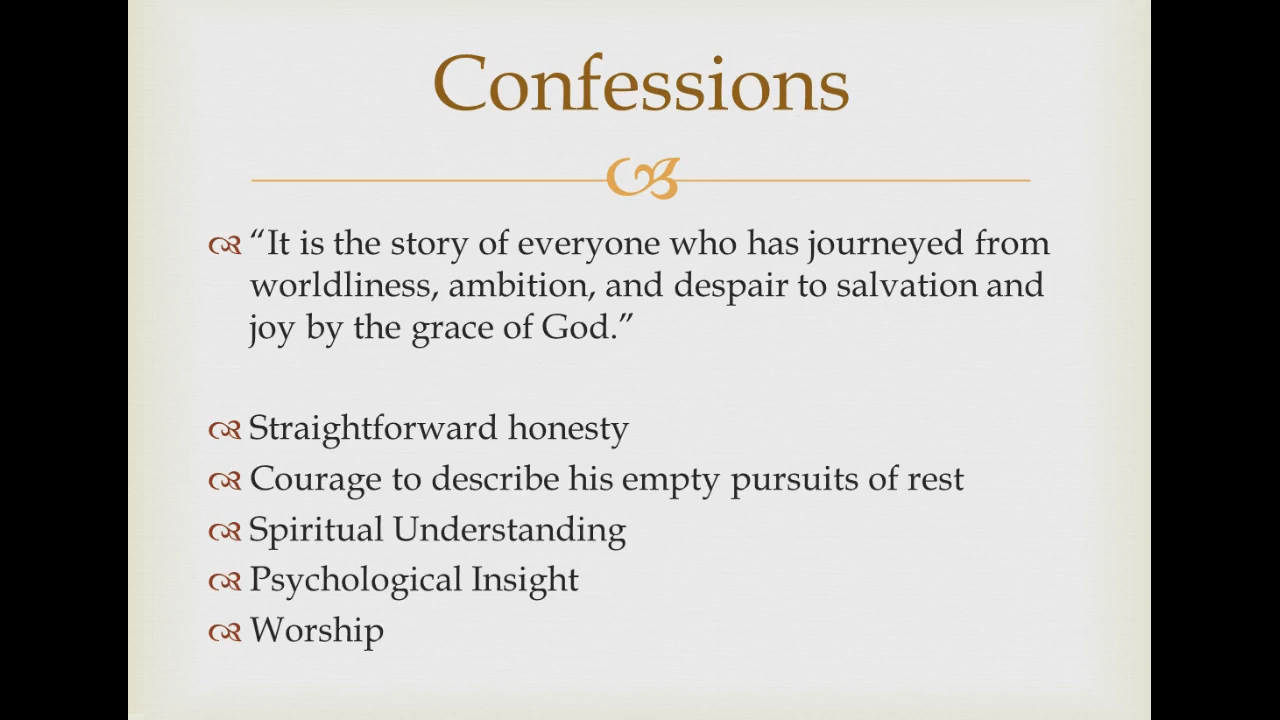 Confessions
“It is the story of everyone who has journeyed from
worldliness, ambition, and despair to salvation and
joy by the grace of God.”
Straightforward honesty
Courage to describe his empty pursuits of rest
Spiritual Understanding
Psychological Insight
Worship